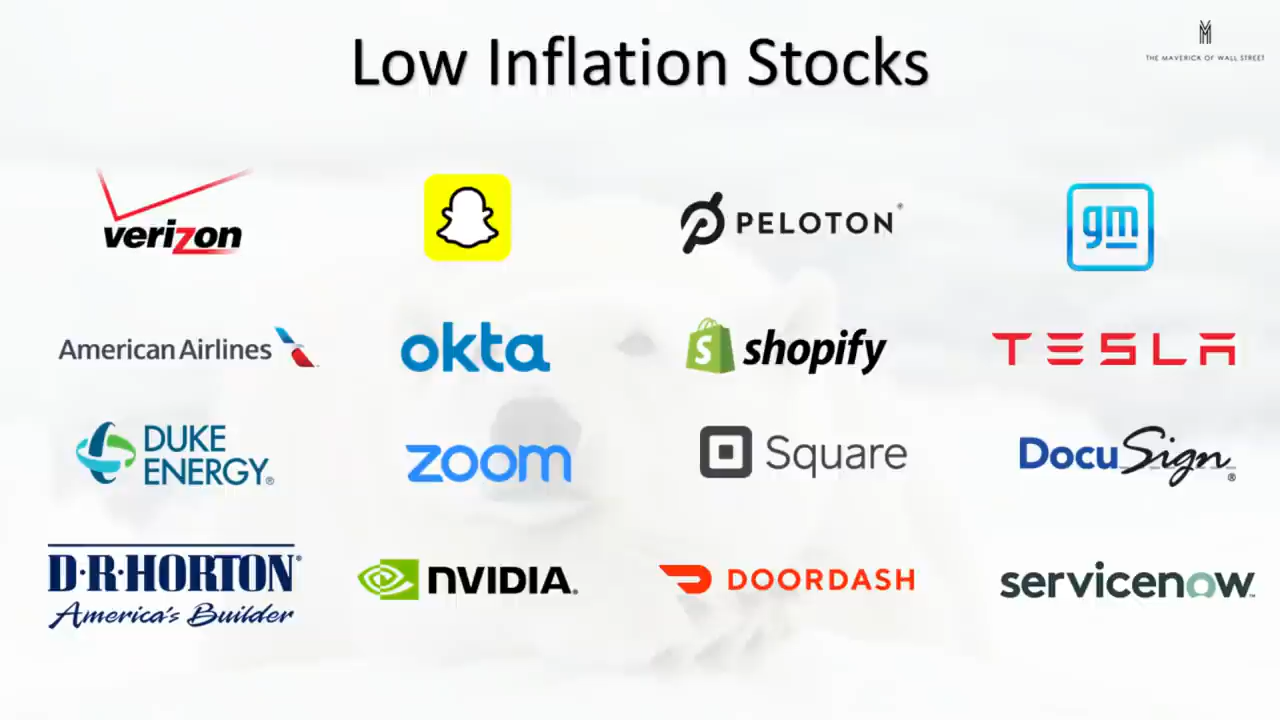 Low Inflation Stocks
THE MAVERICK OF WALL STREET
verizon
PELOTON®
gm
American Airlines
okta
shopify
TESLA
DUKE
ENERGY®
zoom
Square
DocuSign®
D·R·HORTON®
America's Builder
NVIDIA®
DOORDASH
servicenow™